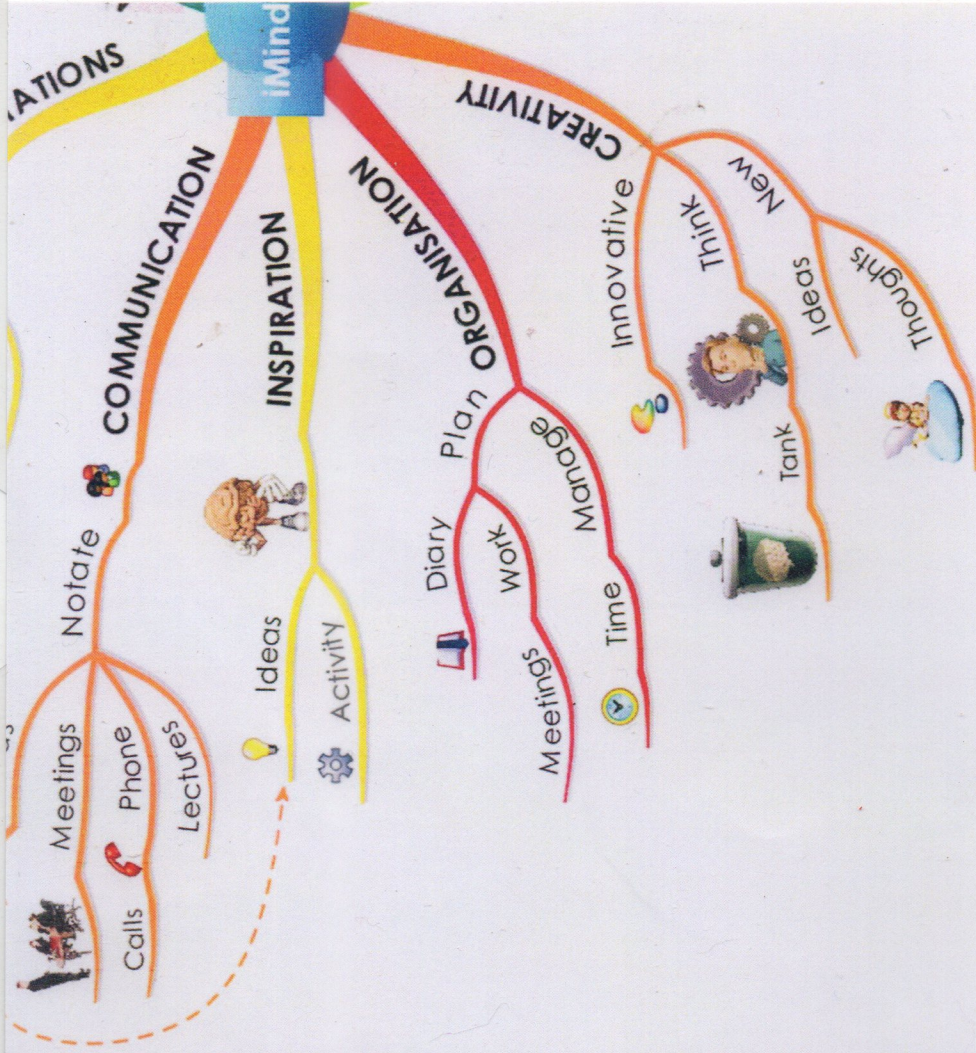 iMind
CREATIVITY
Innovative
Think
Tank
New
Ideas
Thoughts
ORGANISATION
Plan
Diary
Work
Meetings
Manage
Time
INSPIRATION
Ideas
Activity
COMMUNICATION
Notate
Meetings
Phone
Calls
Lectures